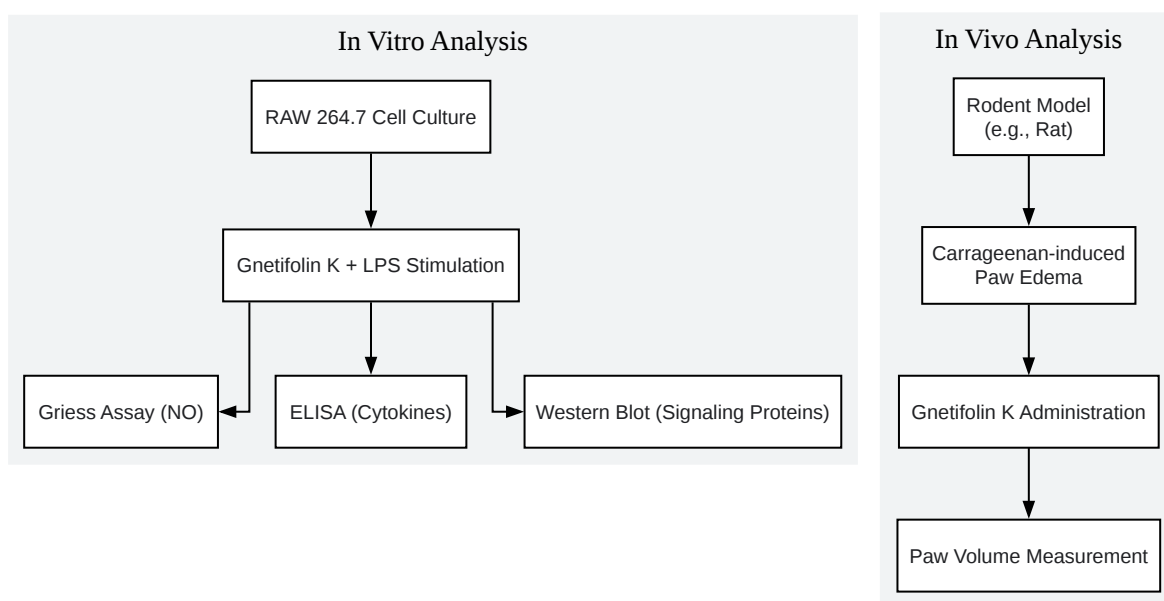 In Vitro Analysis
RAW 264.7 Cell Culture
Gnetifolin K + LPS Stimulation
Griess Assay (NO)
ELISA (Cytokines)
Western Blot (Signaling Proteins)
In Vivo Analysis
Rodent Model
(e.g., Rat)
Carrageenan-induced
Paw Edema
Gnetifolin K Administration
Paw Volume Measurement